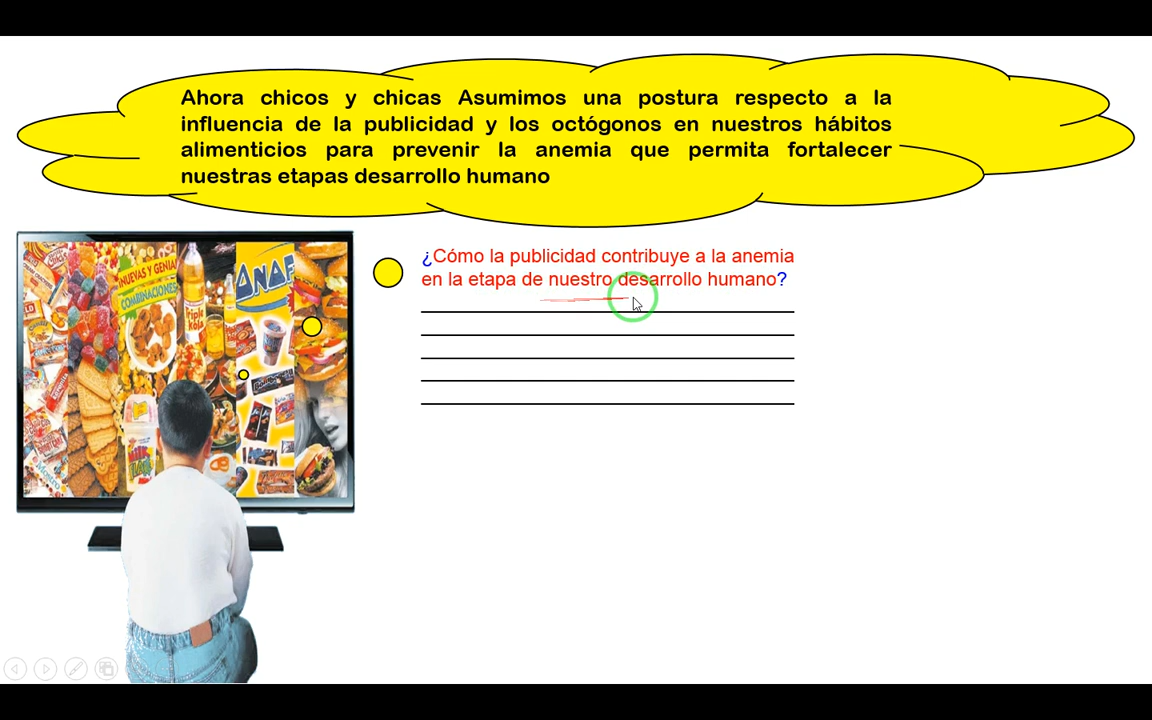 Ahora chicos y chicas Asumimos una postura respecto a la
influencia de la publicidad y los octógonos en nuestros hábitos
alimenticios para prevenir la anemia que permita fortalecer
nuestras etapas desarrollo humano
¿Cómo la publicidad contribuye a la anemia
en la etapa de nuestro desarrollo humano?
NUEVAS Y GENIAL
COMBINACIONES
Triple
kola
ANAF